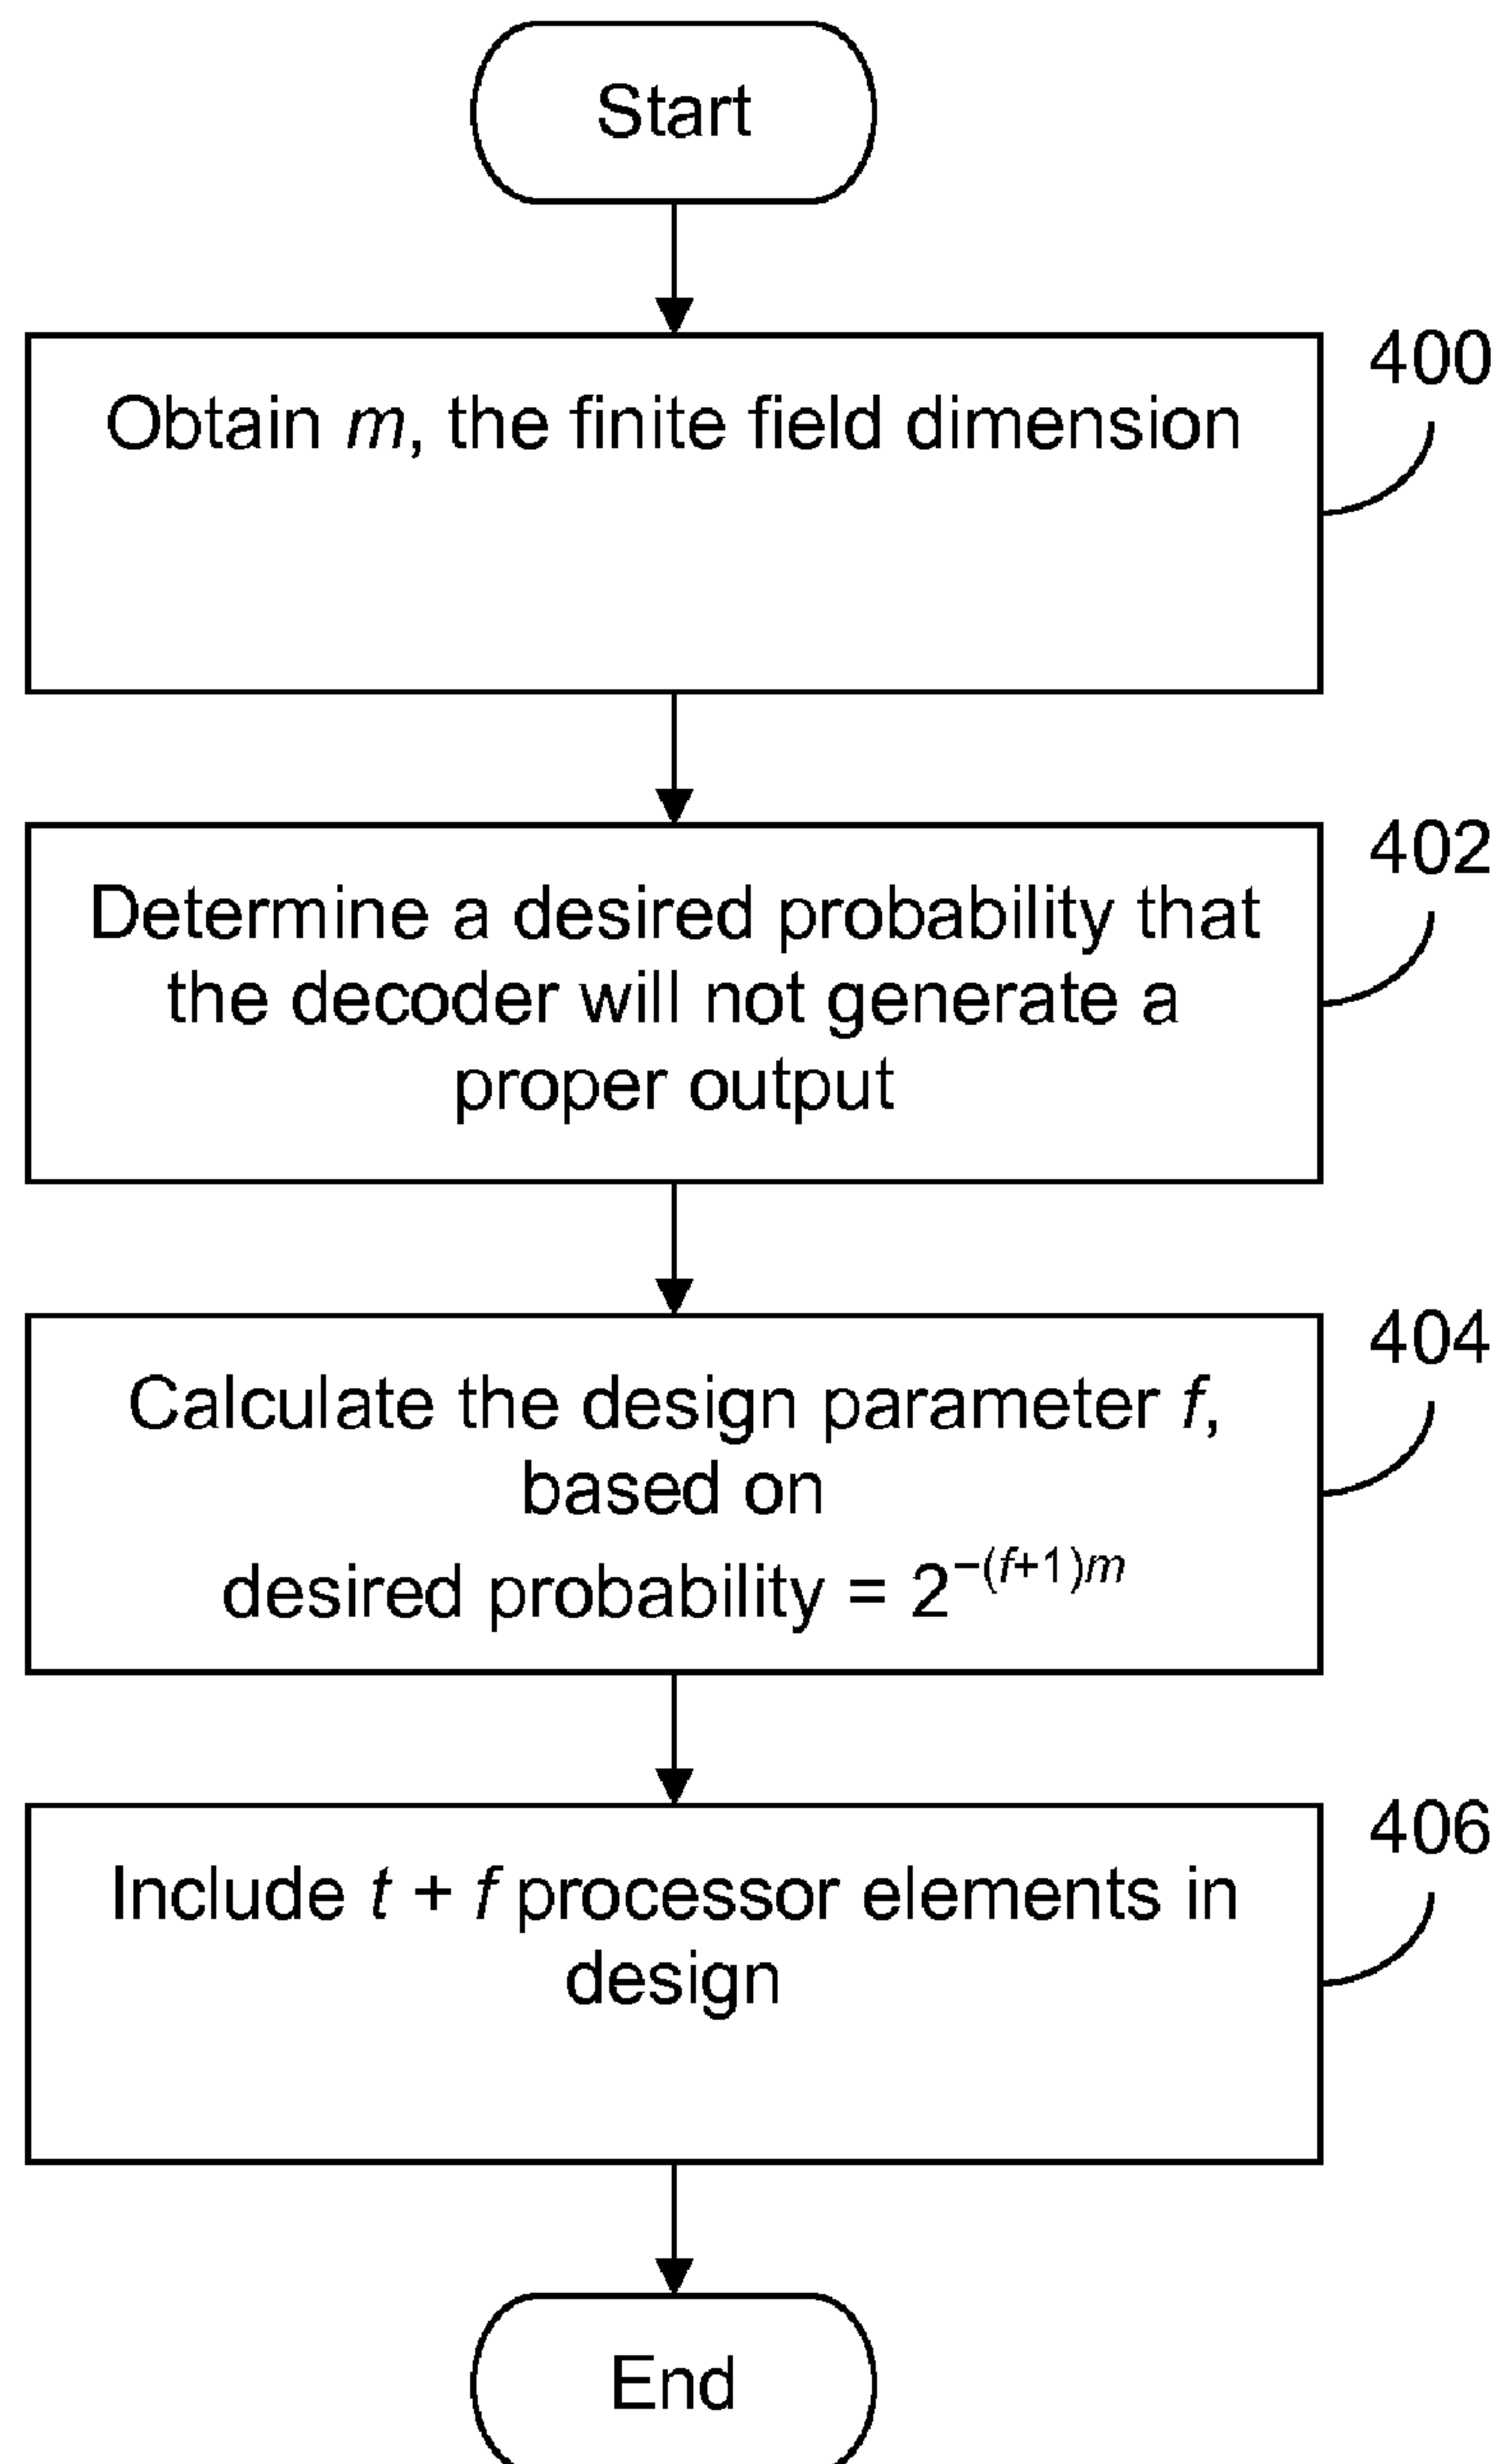 Start
400
Obtain m, the finite field dimension
402
Determine a desired probability that
the decoder will not generate a
proper output
404
Calculate the design parameter f,
based on
desired probability = 2^−(f+1)m
406
Include t + f processor elements in
design
End